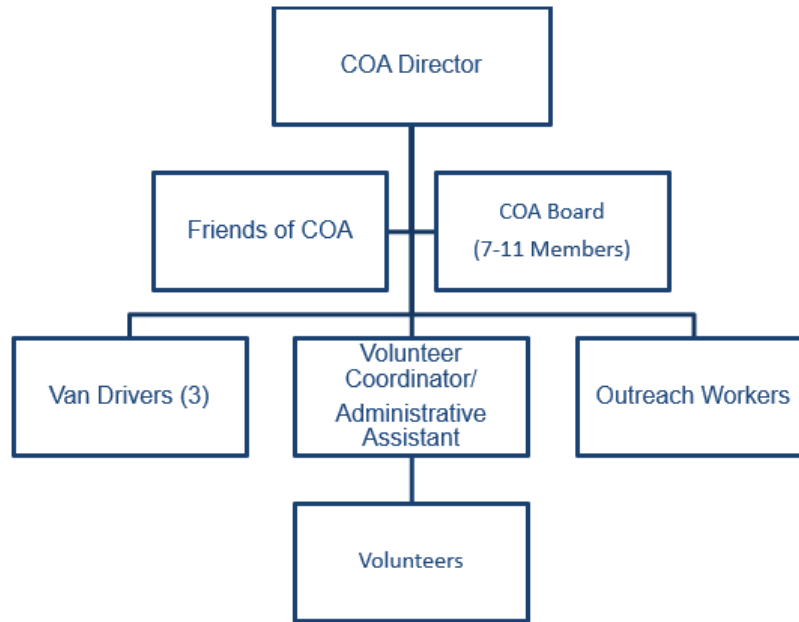 COA Director
Friends of COA
COA Board
(7-11 Members)
Van Drivers (3)
Volunteer
Coordinator/
Administrative
Assistant
Outreach Workers
Volunteers